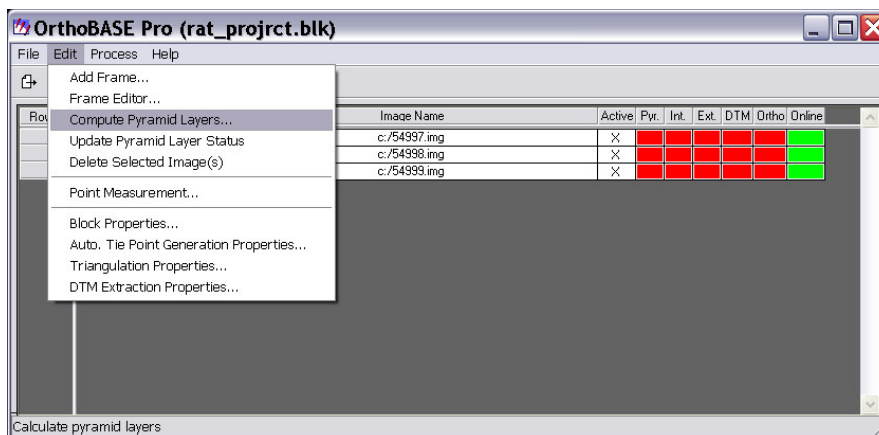 OrthoBASE Pro (rat_projrct.blk)
File Edit Process Help
Add Frame...
Frame Editor...
Compute Pyramid Layers...
Update Pyramid Layer Status
Delete Selected Image(s)
Point Measurement...
Block Properties...
Auto. Tie Point Generation Properties...
Triangulation Properties...
DTM Extraction Properties...
Image Name Active Pyr. Int. Ext. DTM Ortho Online
c:/54997.img X
c:/54998.img X
c:/54999.img X
Calculate pyramid layers